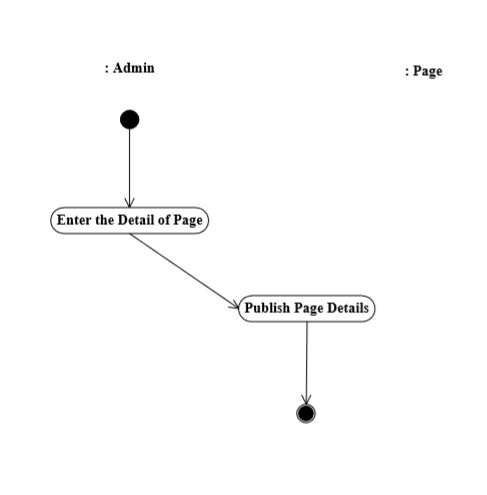 : Admin
: Page
Enter the Detail of Page
Publish Page Details